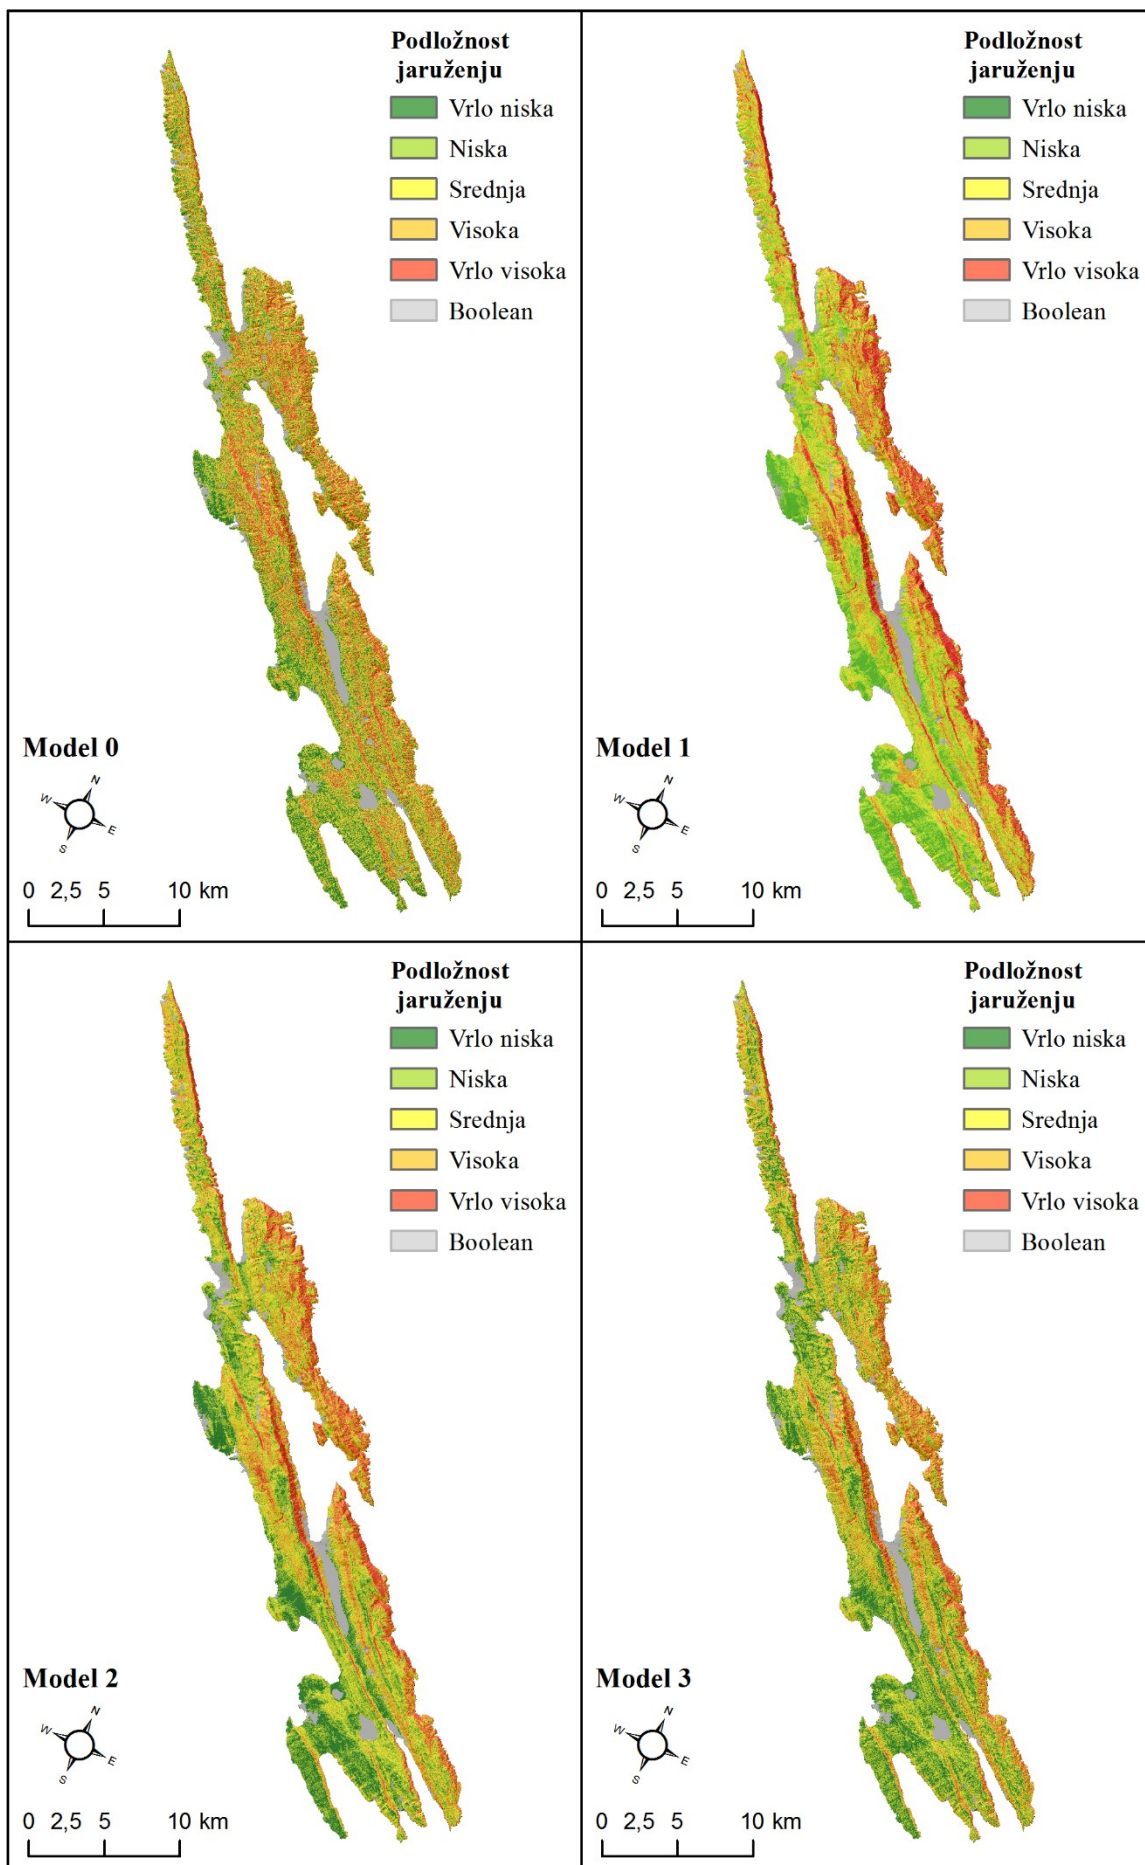 Podložnost
jaruženju
Vrlo niska
Niska
Srednja
Visoka
Vrlo visoka
Boolean
Model 0
N
W
E
S
0 2,5 5 10 km
Podložnost
jaruženju
Vrlo niska
Niska
Srednja
Visoka
Vrlo visoka
Boolean
Model 1
N
W
E
S
0 2,5 5 10 km
Podložnost
jaruženju
Vrlo niska
Niska
Srednja
Visoka
Vrlo visoka
Boolean
Model 2
N
W
E
S
0 2,5 5 10 km
Podložnost
jaruženju
Vrlo niska
Niska
Srednja
Visoka
Vrlo visoka
Boolean
Model 3
N
W
E
S
0 2,5 5 10 km